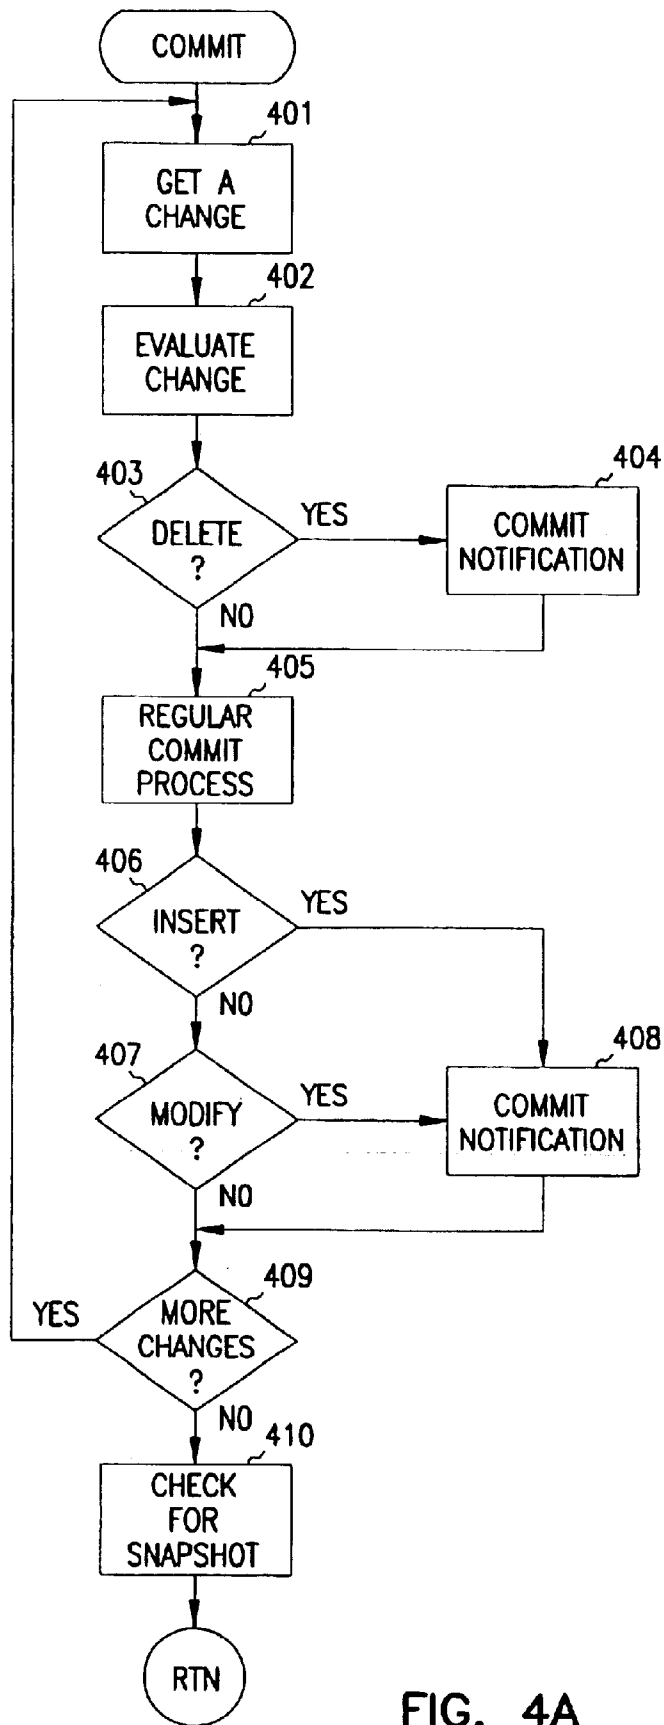 COMMIT
401
GET A
CHANGE
402
EVALUATE
CHANGE
403
DELETE
?
YES
404
COMMIT
NOTIFICATION
NO
405
REGULAR
COMMIT
PROCESS
406
INSERT
?
YES
NO
407
MODIFY
?
YES
408
COMMIT
NOTIFICATION
NO
409
MORE
CHANGES
?
YES
NO
410
CHECK
FOR
SNAPSHOT
RTN
FIG. 4A